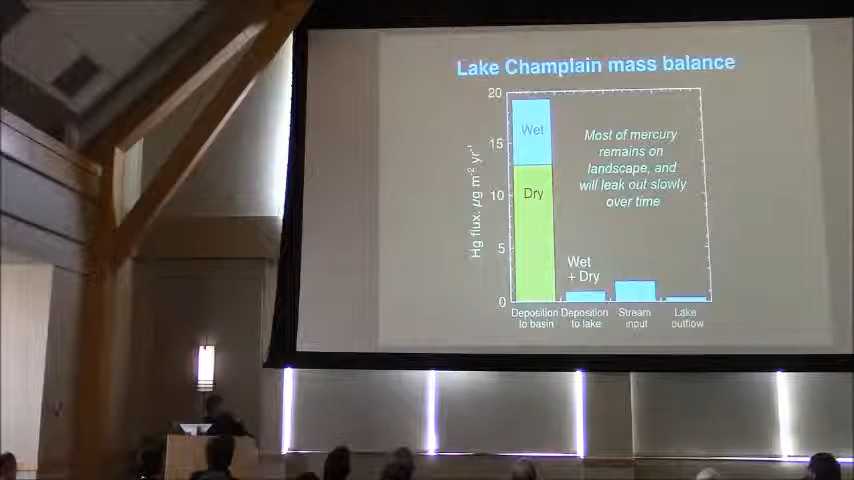 Lake Champlain mass balance
20
15
10
5
0
Hg flux, µg m⁻² yr⁻¹
Wet
Dry
Most of mercury
remains on
landscape, and
will leak out slowly
over time
Wet
+ Dry
Deposition
to basin
Deposition
to lake
Stream
input
Lake
outflow